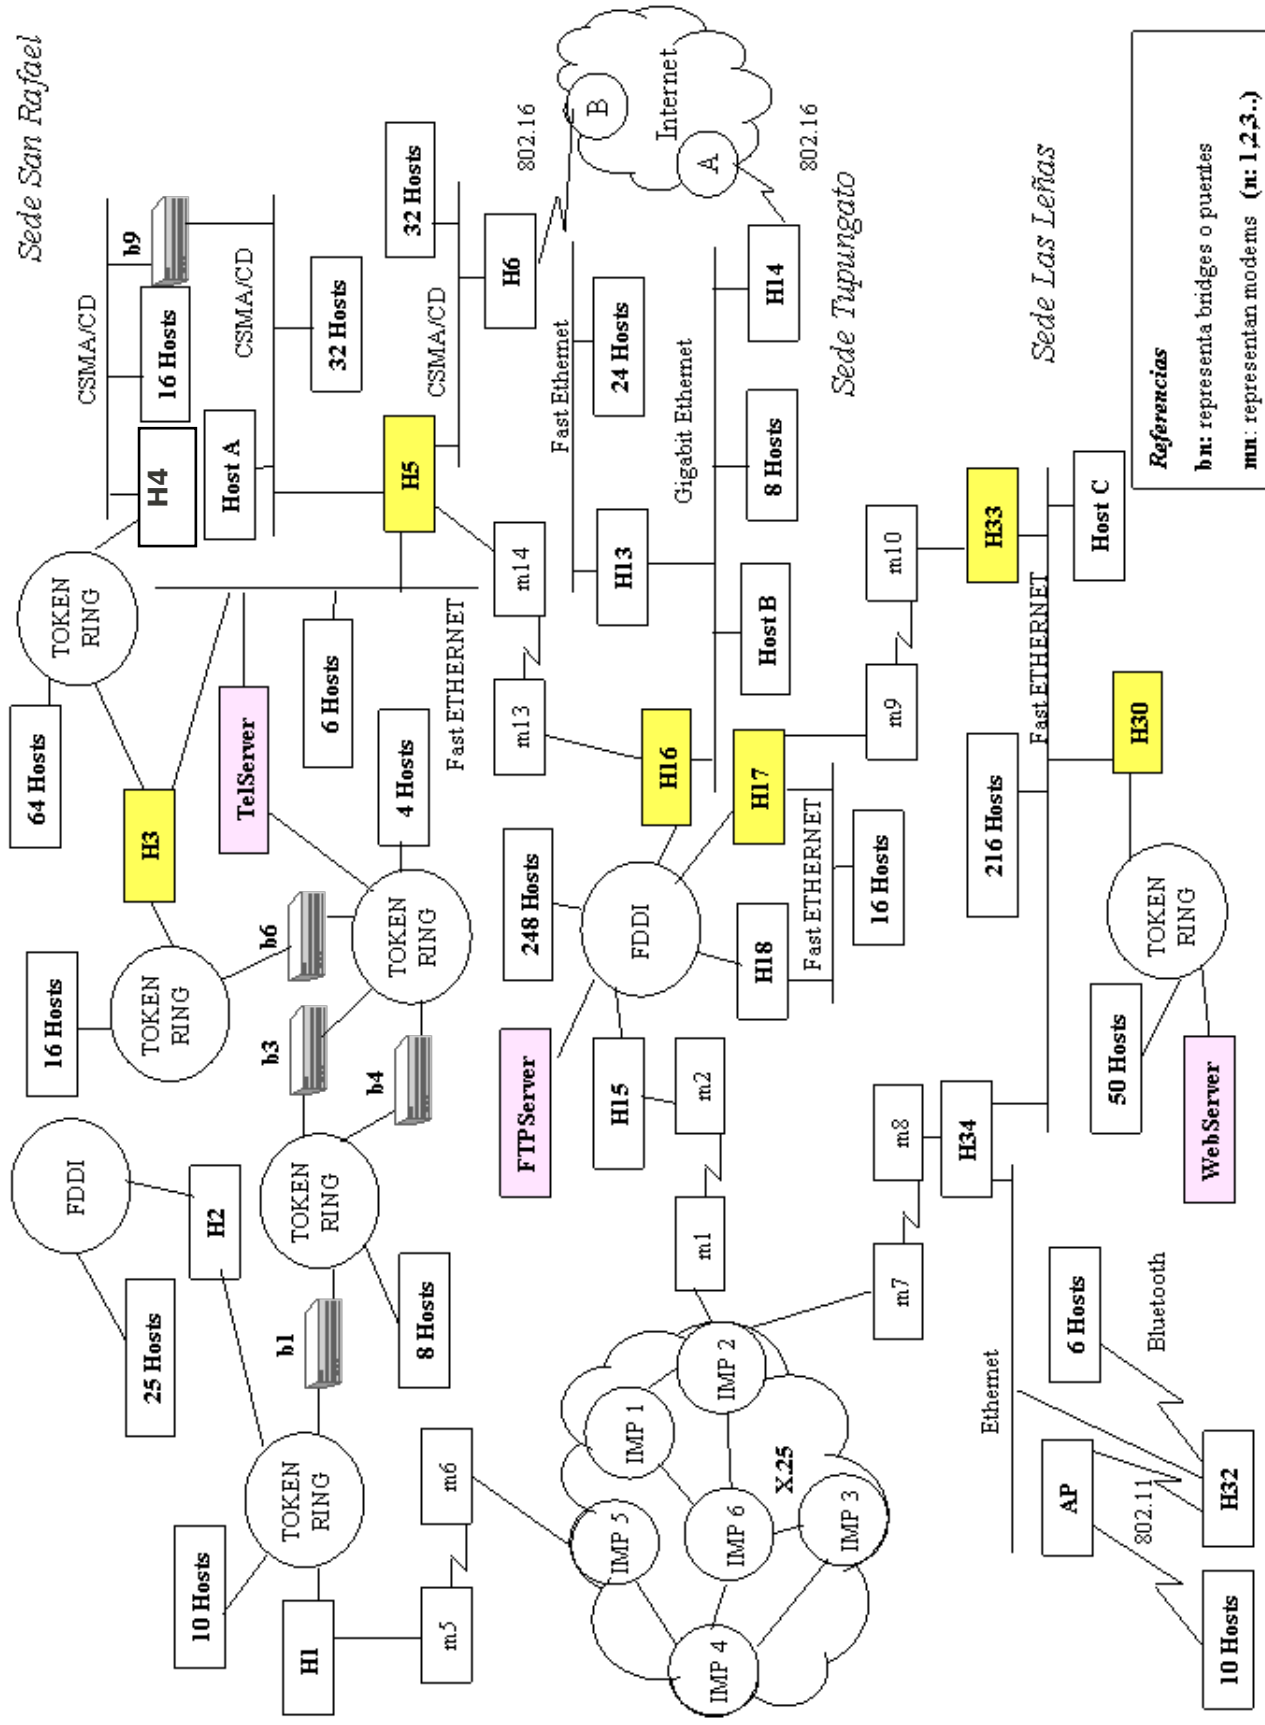 Sede San Rafael
64 Hosts
TOKEN
RING
CSMA/CD
b9
16 Hosts
H4
Host A
CSMA/CD
32 Hosts
H5
CSMA/CD
32 Hosts
H6
802.16
B
Internet
A
802.16
FDDI
25 Hosts
H2
16 Hosts
TOKEN
RING
H3
TelServer
6 Hosts
Fast ETHERNET
10 Hosts
TOKEN
RING
H1
b1
TOKEN
RING
8 Hosts
b3
b4
b6
TOKEN
RING
4 Hosts
m5
m6
m13
m14
Sede Tupungato
Fast Ethernet
24 Hosts
H13
Gigabit Ethernet
Host B
8 Hosts
H14
H16
H17
248 Hosts
FDDI
FTPServer
H15
H18
Fast ETHERNET
16 Hosts
m1
m2
m9
m10
IMP 5
IMP 1
IMP 2
IMP 6
IMP 4
IMP 3
X.25
m7
m8
Sede Las Leñas
H34
Ethernet
H33
Fast ETHERNET
Host C
216 Hosts
H30
TOKEN
RING
50 Hosts
WebServer
AP
802.11
10 Hosts
H32
6 Hosts
Bluetooth
Referencias
bn: representa bridges o puentes
mn: representan modems (n: 1,2,3..)